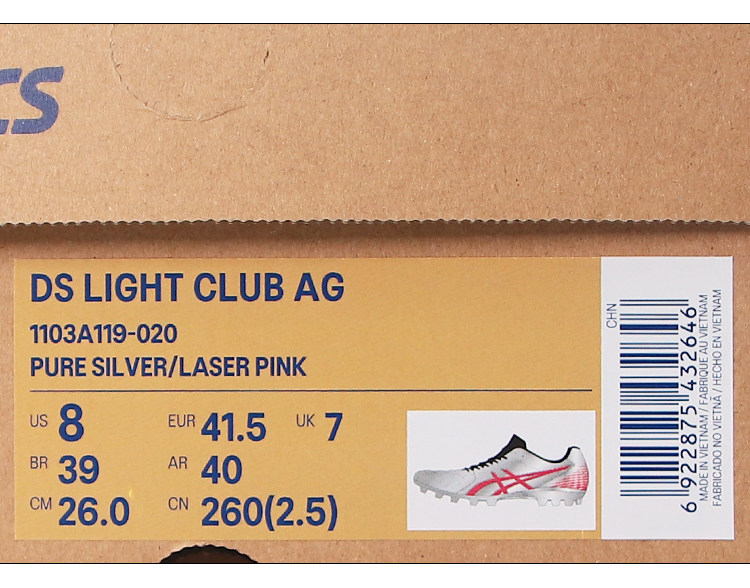 CS
DS LIGHT CLUB AG
1103A119-020
PURE SILVER/LASER PINK
US 8 EUR 41.5 UK 7
BR 39 AR 40
CM 26.0 CN 260(2.5)
CHN
6 922875 432646
MADE IN VIETNAM / FABRIQUE AU VIETNAM
FABRICADO NO VIETNÃ / HECHO EN VIETNAM